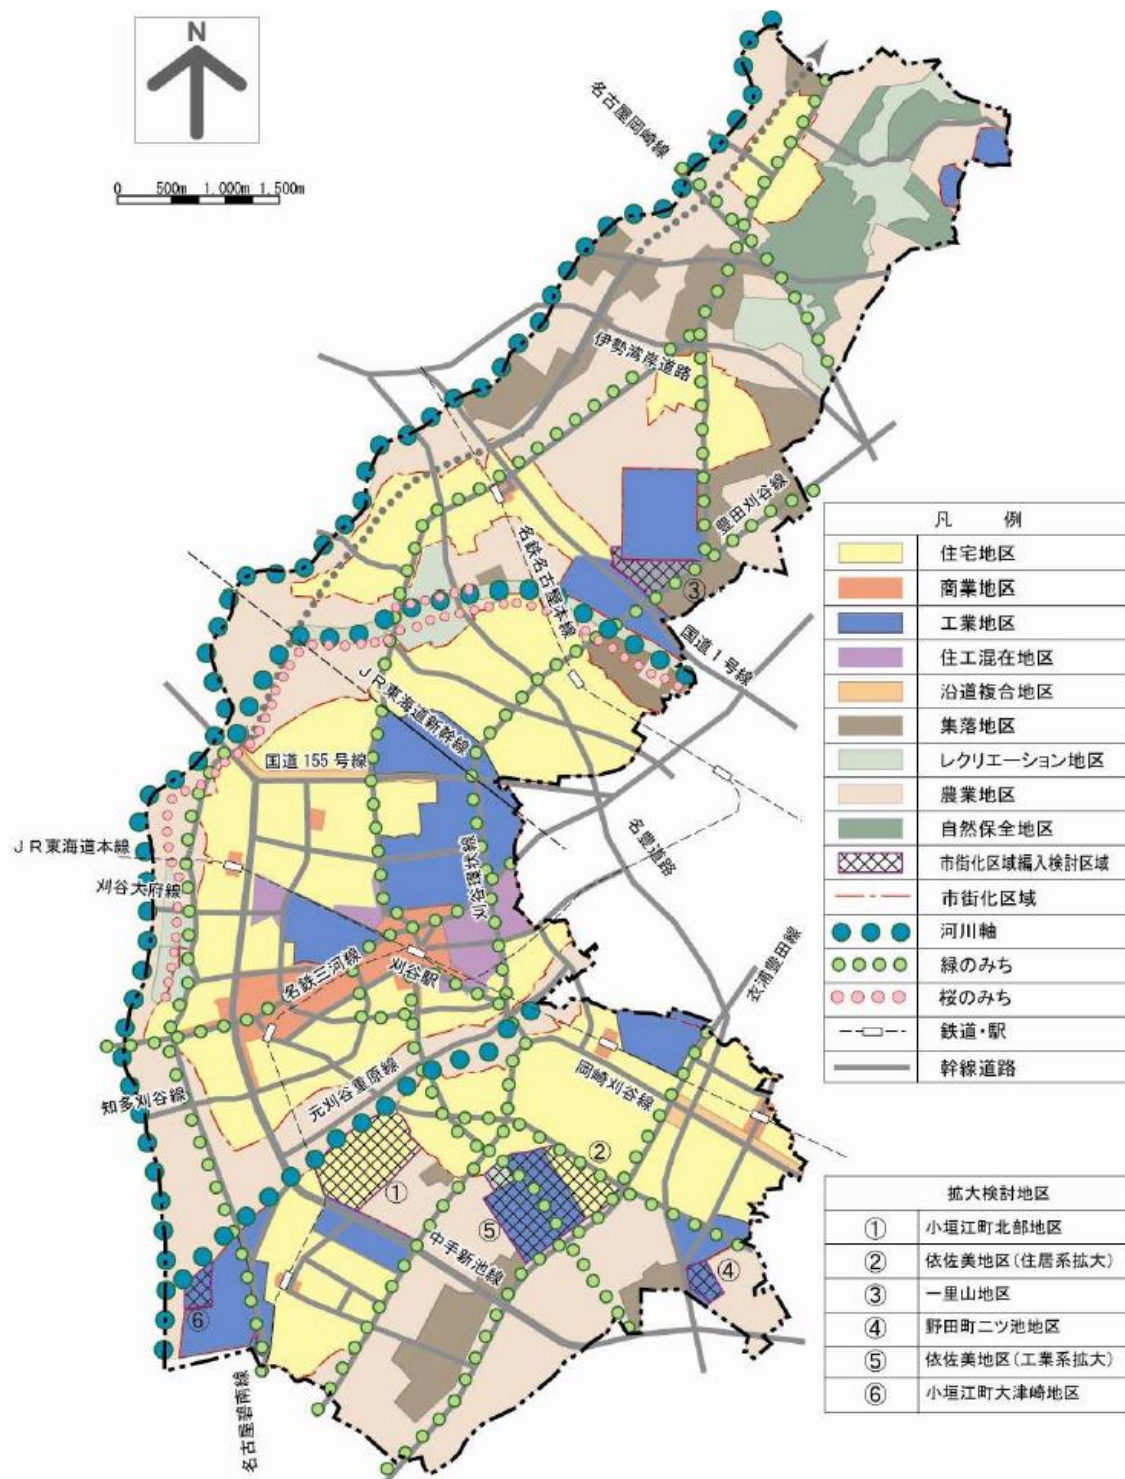 N
0 500m 1,000m 1,500m
名古屋岡崎線
伊勢湾岸道路
豊田刈谷線
名鉄名古屋本線
③
国道1号線
JR東海道新幹線
国道155号線
名豊道路
JR東海道本線
刈谷大府線
刈谷環状線
名鉄三河線
刈谷駅
衣浦豊田線
岡崎刈谷線
元刈谷重原線
知多刈谷線
②
①
⑤
中手新池線
④
⑥
名古屋碧南線
凡 例
住宅地区
商業地区
工業地区
住工混在地区
沿道複合地区
集落地区
レクリエーション地区
農業地区
自然保全地区
市街化区域編入検討区域
市街化区域
河川軸
緑のみち
桜のみち
鉄道・駅
幹線道路
拡大検討地区
① 小垣江町北部地区
② 依佐美地区(住居系拡大)
③ 一里山地区
④ 野田町二ツ池地区
⑤ 依佐美地区(工業系拡大)
⑥ 小垣江町大津崎地区